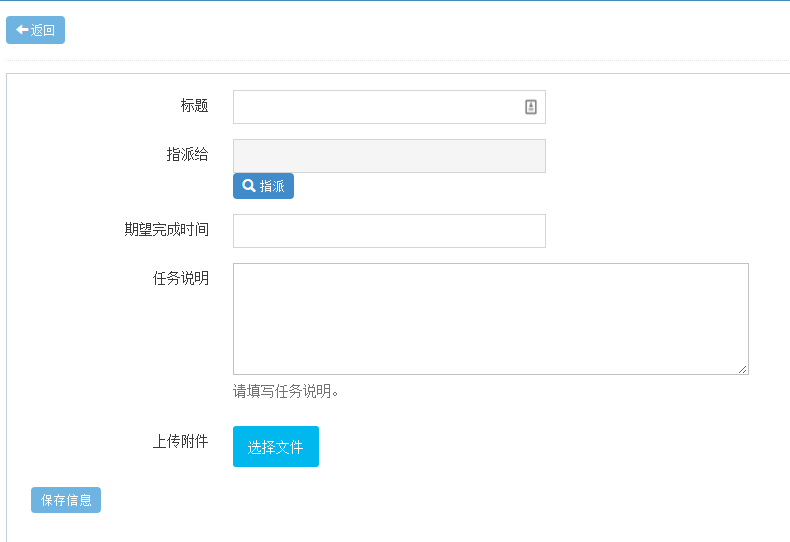 返回
标题
指派给
指派
期望完成时间
任务说明
请填写任务说明。
上传附件
选择文件
保存信息